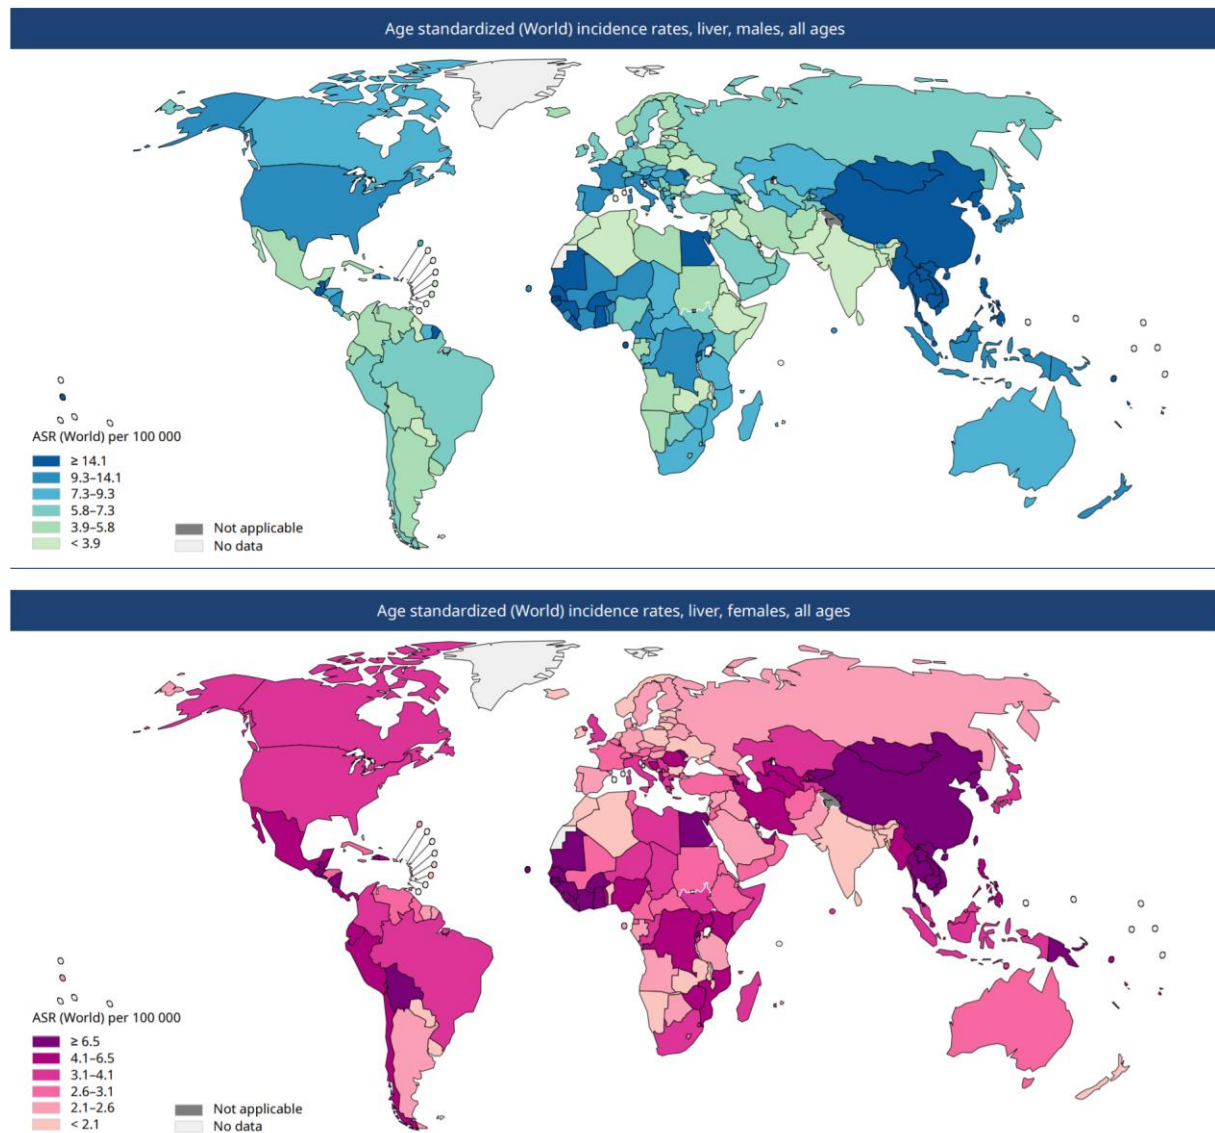 Age standardized (World) incidence rates, liver, males, all ages
ASR (World) per 100 000
≥ 14.1
9.3–14.1
7.3–9.3
5.8–7.3
3.9–5.8
< 3.9
Not applicable
No data
Age standardized (World) incidence rates, liver, females, all ages
ASR (World) per 100 000
≥ 6.5
4.1–6.5
3.1–4.1
2.6–3.1
2.1–2.6
< 2.1
Not applicable
No data